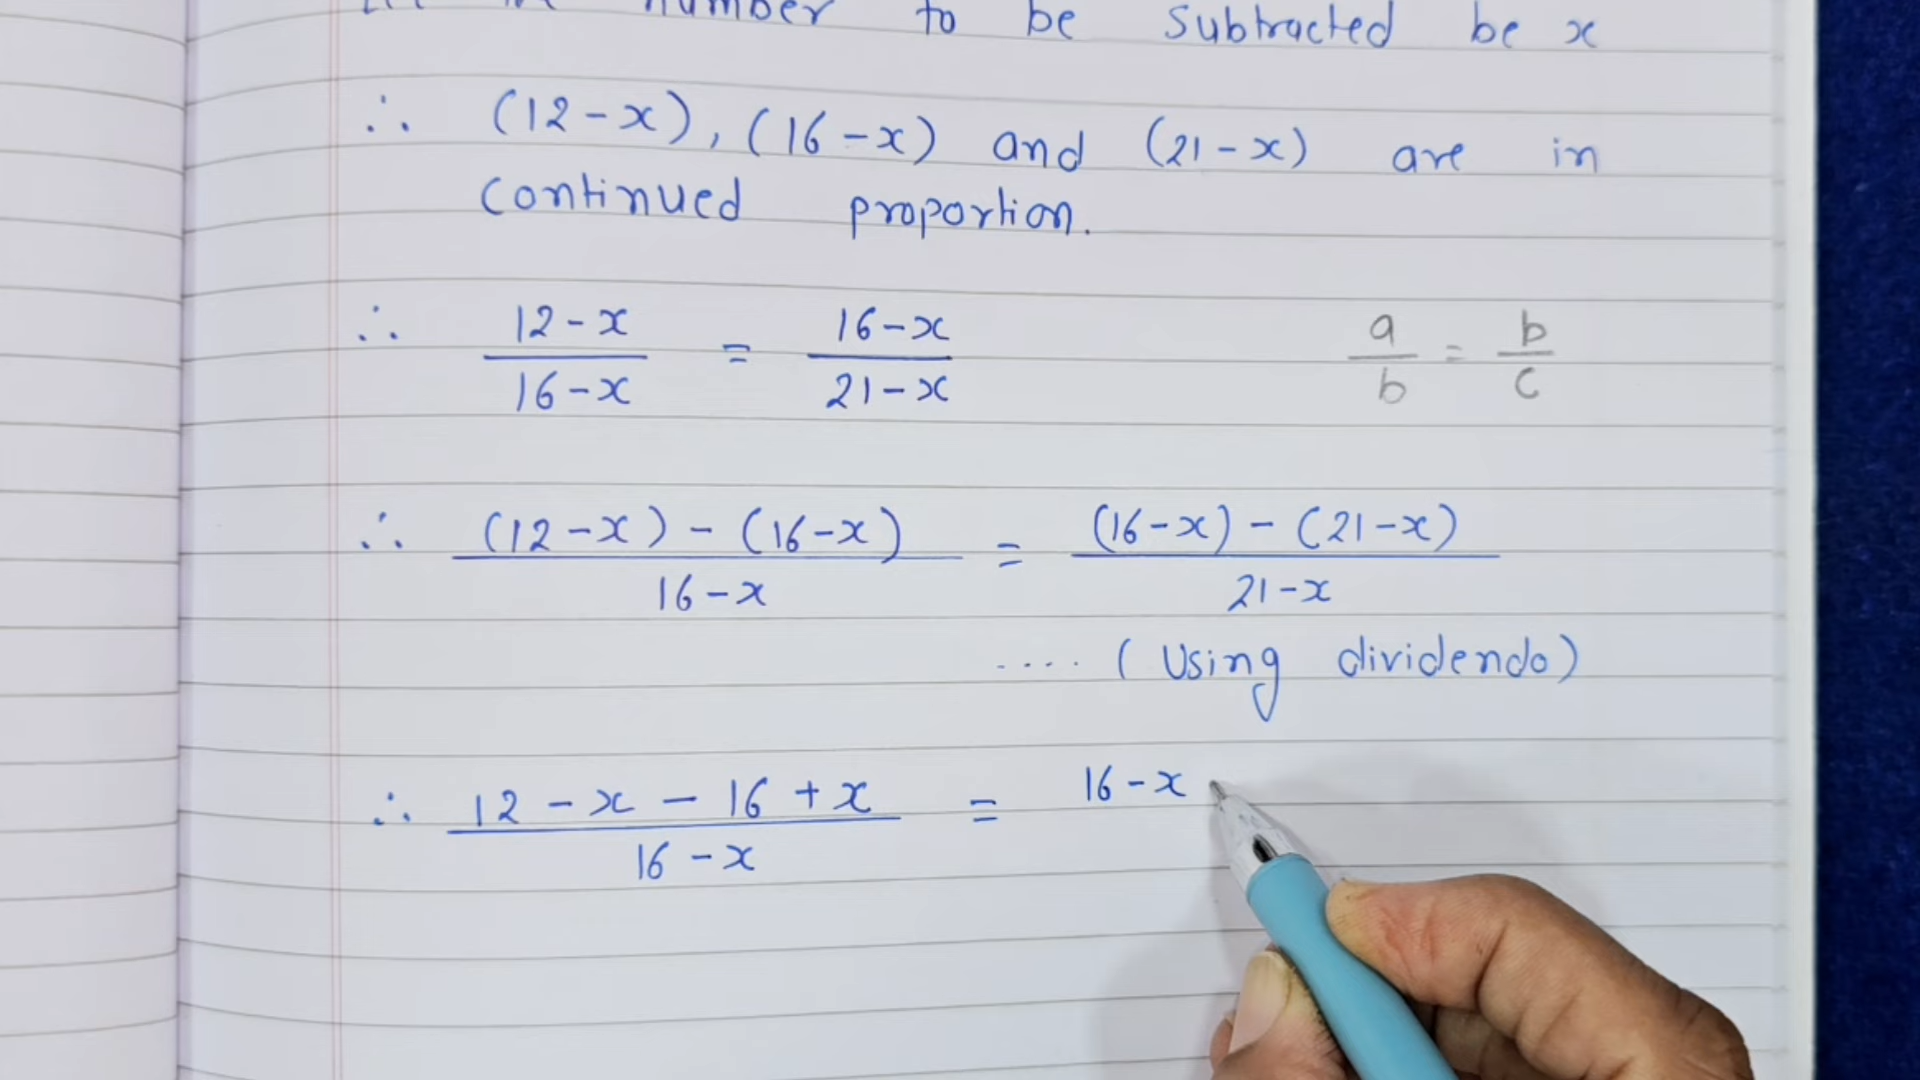 number to be subtracted be x
∴ (12-x), (16-x) and (21-x) are in
continued proportion.
∴ 12-x / 16-x = 16-x / 21-x
a / b = b / c
∴ (12-x) - (16-x) / 16-x = (16-x) - (21-x) / 21-x
.... (Using dividendo)
∴ 12 - x - 16 + x / 16 - x = 16-x